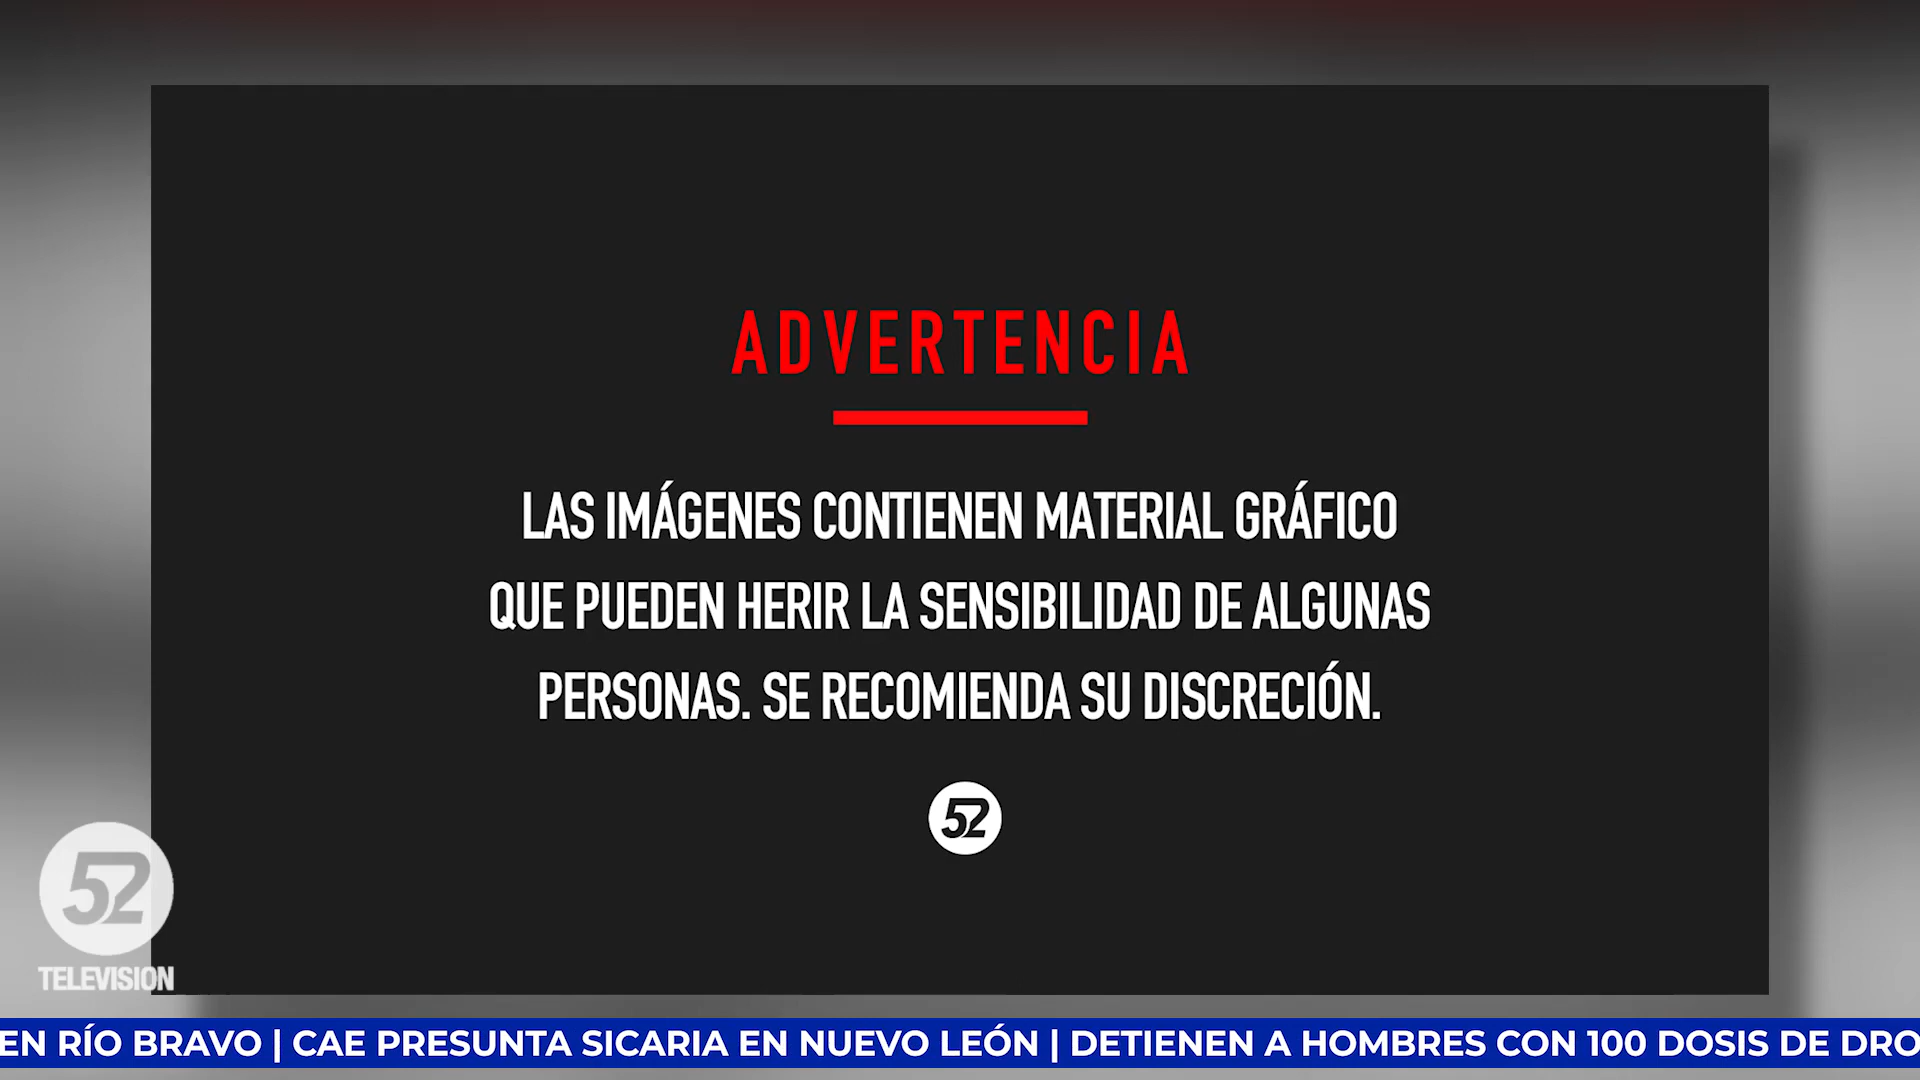 ADVERTENCIA
LAS IMÁGENES CONTIENEN MATERIAL GRÁFICO
QUE PUEDEN HERIR LA SENSIBILIDAD DE ALGUNAS
PERSONAS. SE RECOMIENDA SU DISCRECIÓN.
52
52
TELEVISION
EN RÍO BRAVO | CAE PRESUNTA SICARIA EN NUEVO LEÓN | DETIENEN A HOMBRES CON 100 DOSIS DE DRO